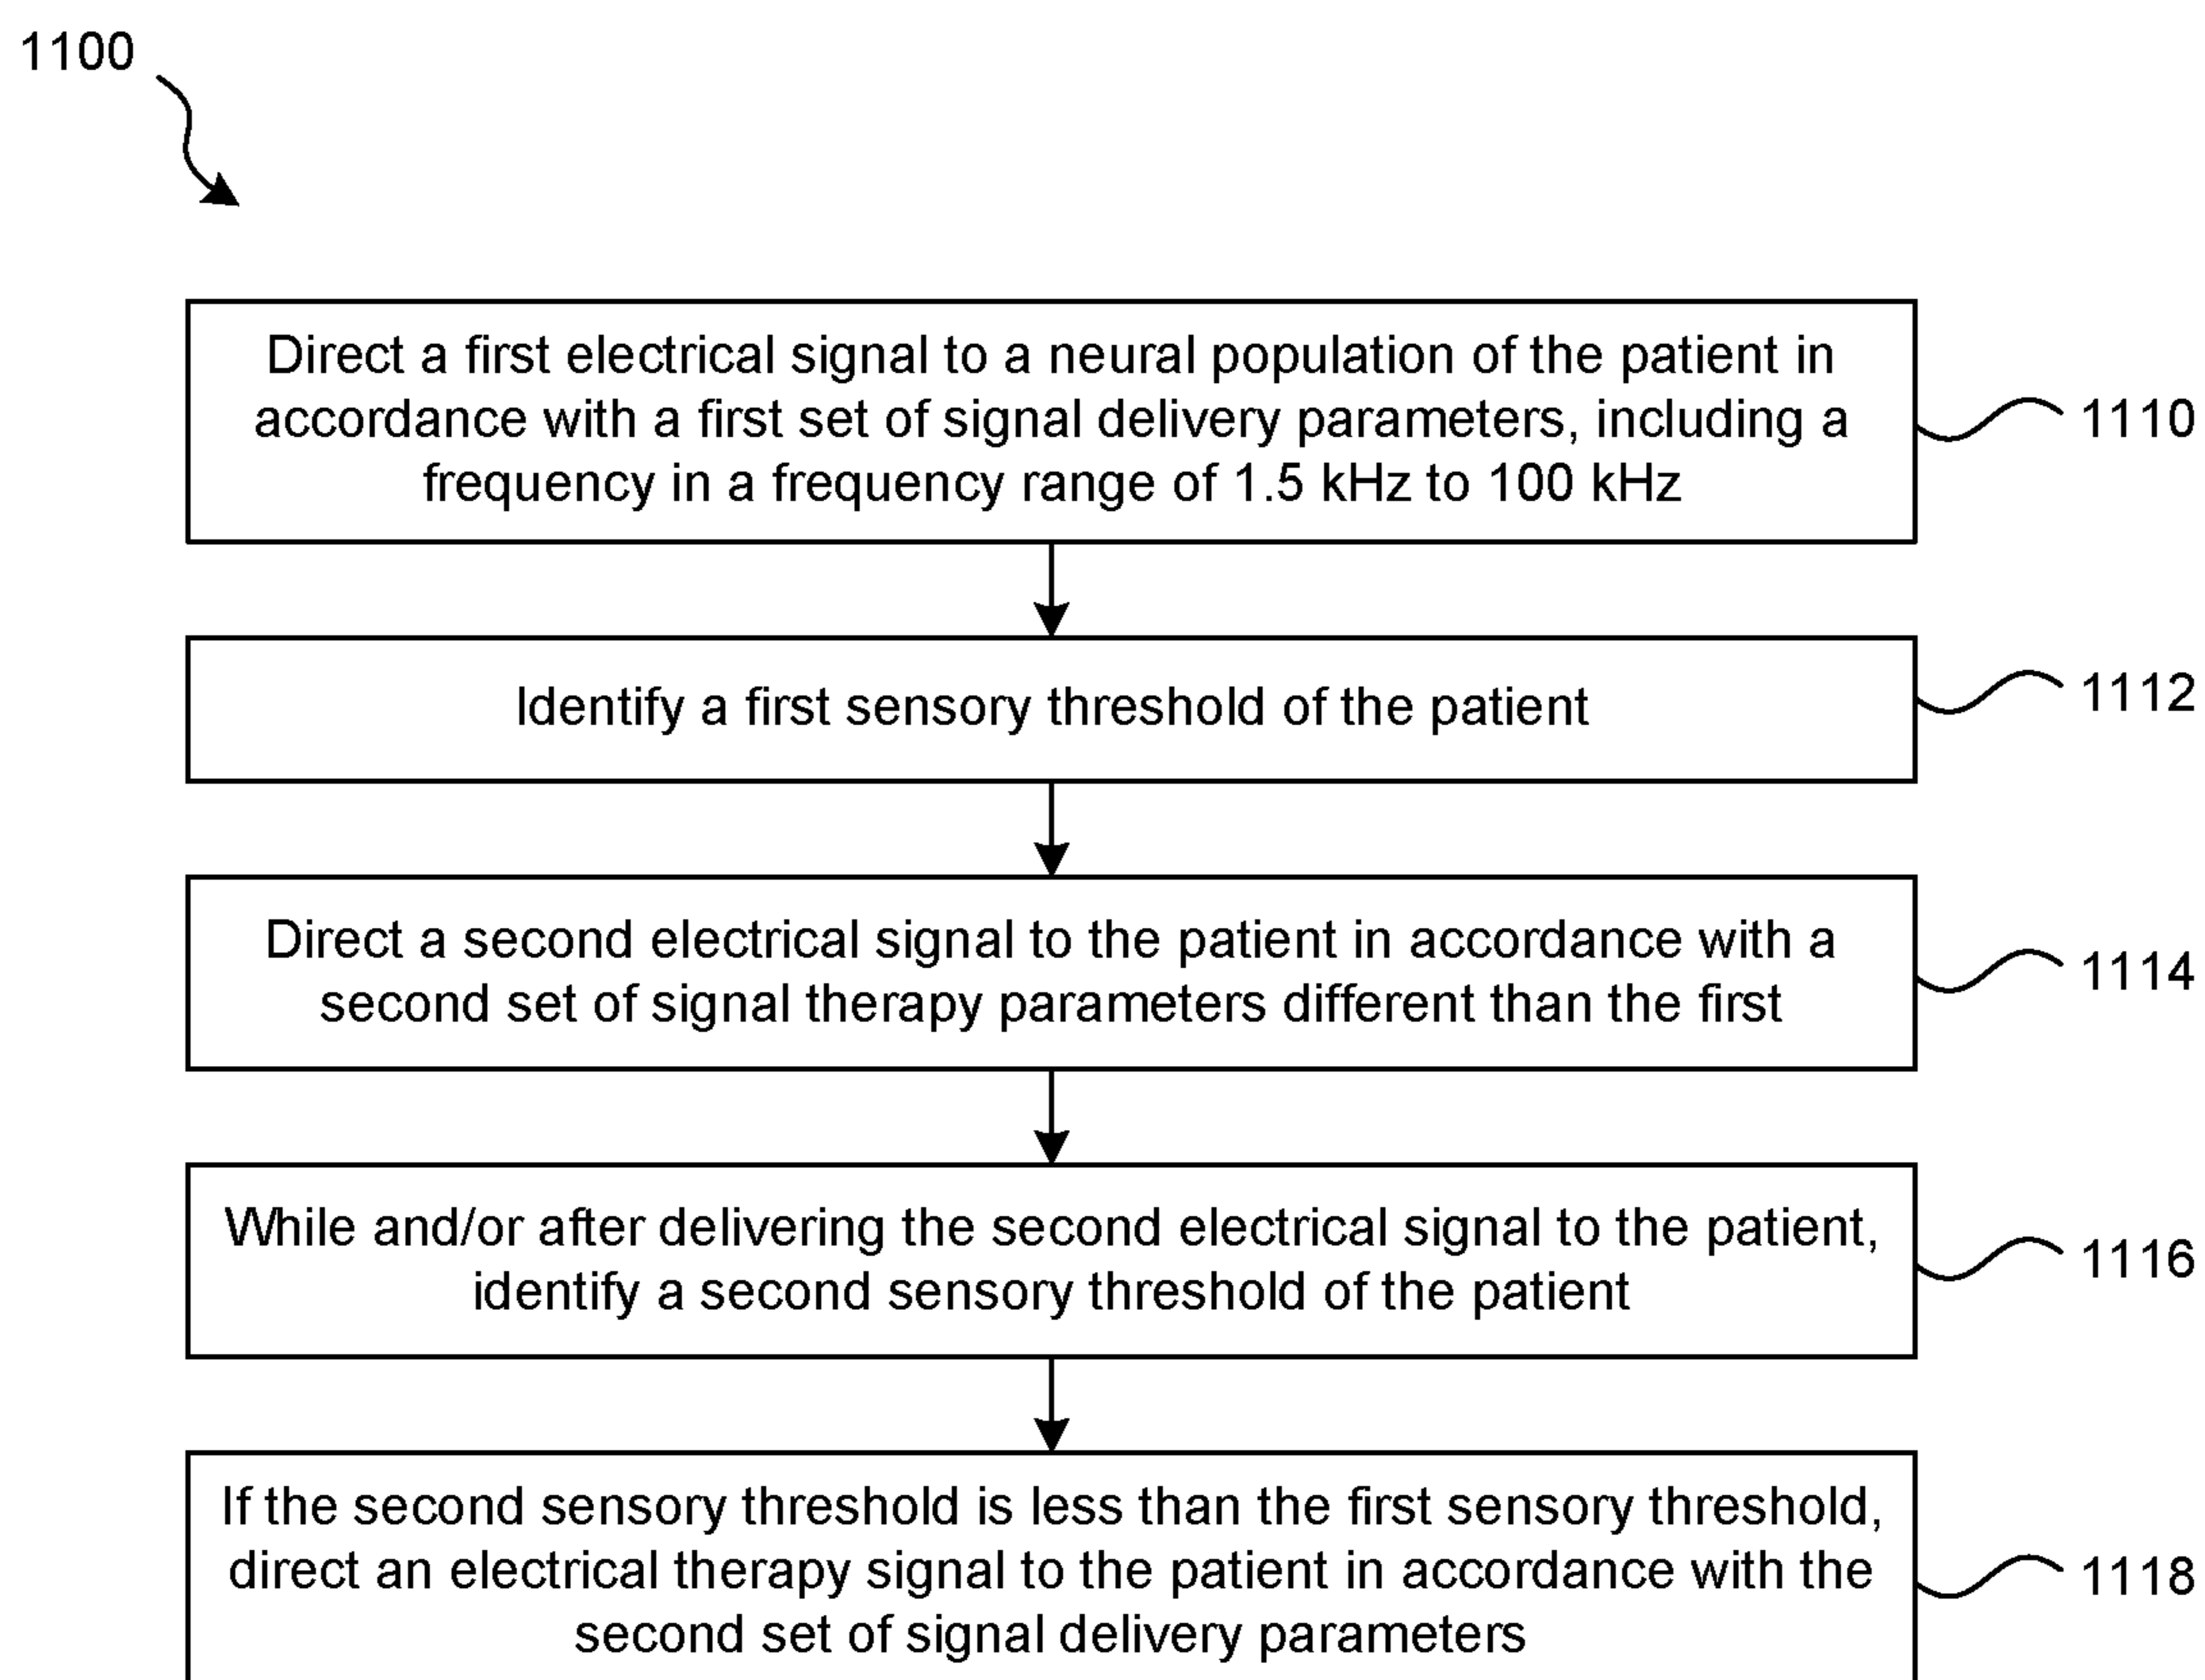 1100
Direct a first electrical signal to a neural population of the patient in
accordance with a first set of signal delivery parameters, including a
frequency in a frequency range of 1.5 kHz to 100 kHz
1110
Identify a first sensory threshold of the patient
1112
Direct a second electrical signal to the patient in accordance with a
second set of signal therapy parameters different than the first
1114
While and/or after delivering the second electrical signal to the patient,
identify a second sensory threshold of the patient
1116
If the second sensory threshold is less than the first sensory threshold,
direct an electrical therapy signal to the patient in accordance with the
second set of signal delivery parameters
1118